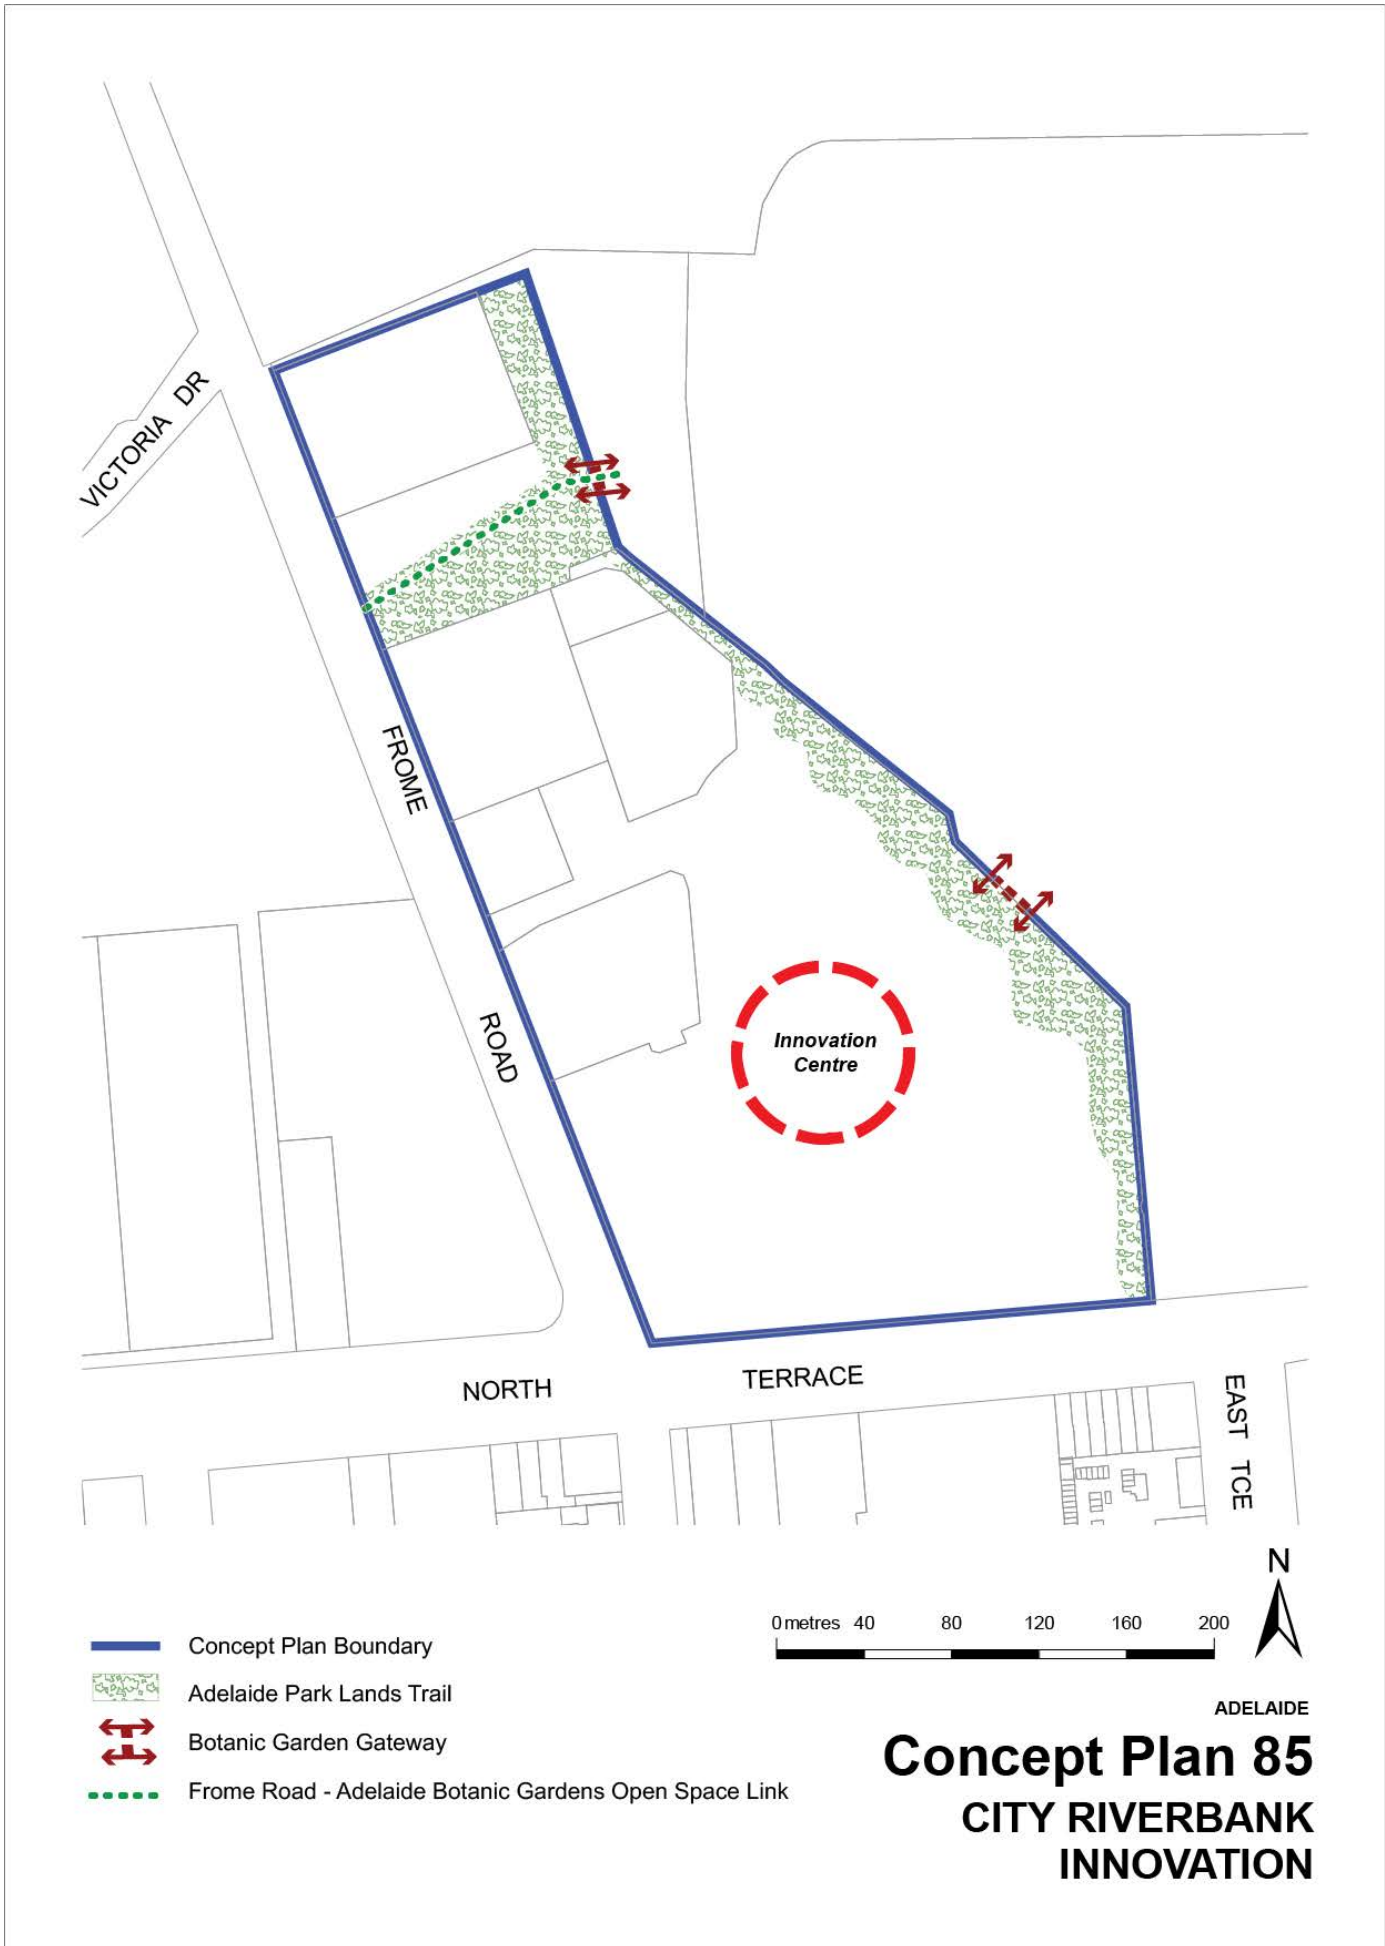 VICTORIA DR
FROME
ROAD
Innovation
Centre
NORTH
TERRACE
EAST TCE
N
0 metres 40 80 120 160 200
Concept Plan Boundary
Adelaide Park Lands Trail
Botanic Garden Gateway
Frome Road - Adelaide Botanic Gardens Open Space Link
ADELAIDE
Concept Plan 85
CITY RIVERBANK
INNOVATION